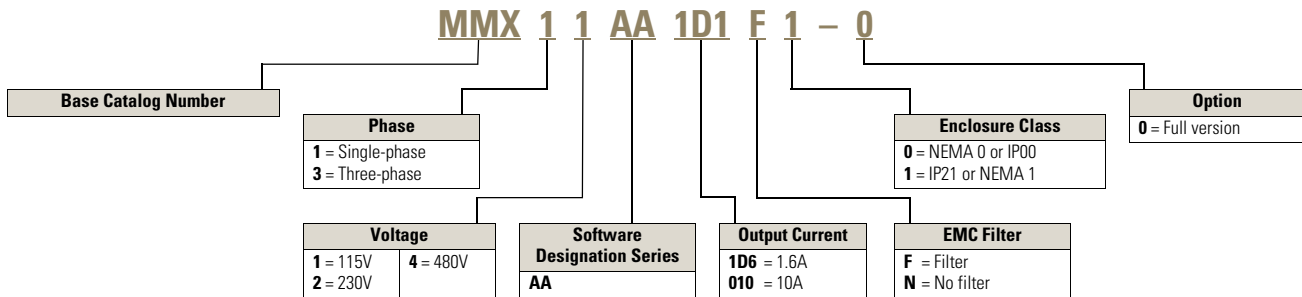 MMX 1 1 AA 1D1 F 1 – 0
Base Catalog Number
Phase
1 = Single-phase
3 = Three-phase
Voltage
1 = 115V
2 = 230V
4 = 480V
Software
Designation Series
AA
Output Current
1D6 = 1.6A
010 = 10A
EMC Filter
F = Filter
N = No filter
Enclosure Class
0 = NEMA 0 or IP00
1 = IP21 or NEMA 1
Option
0 = Full version